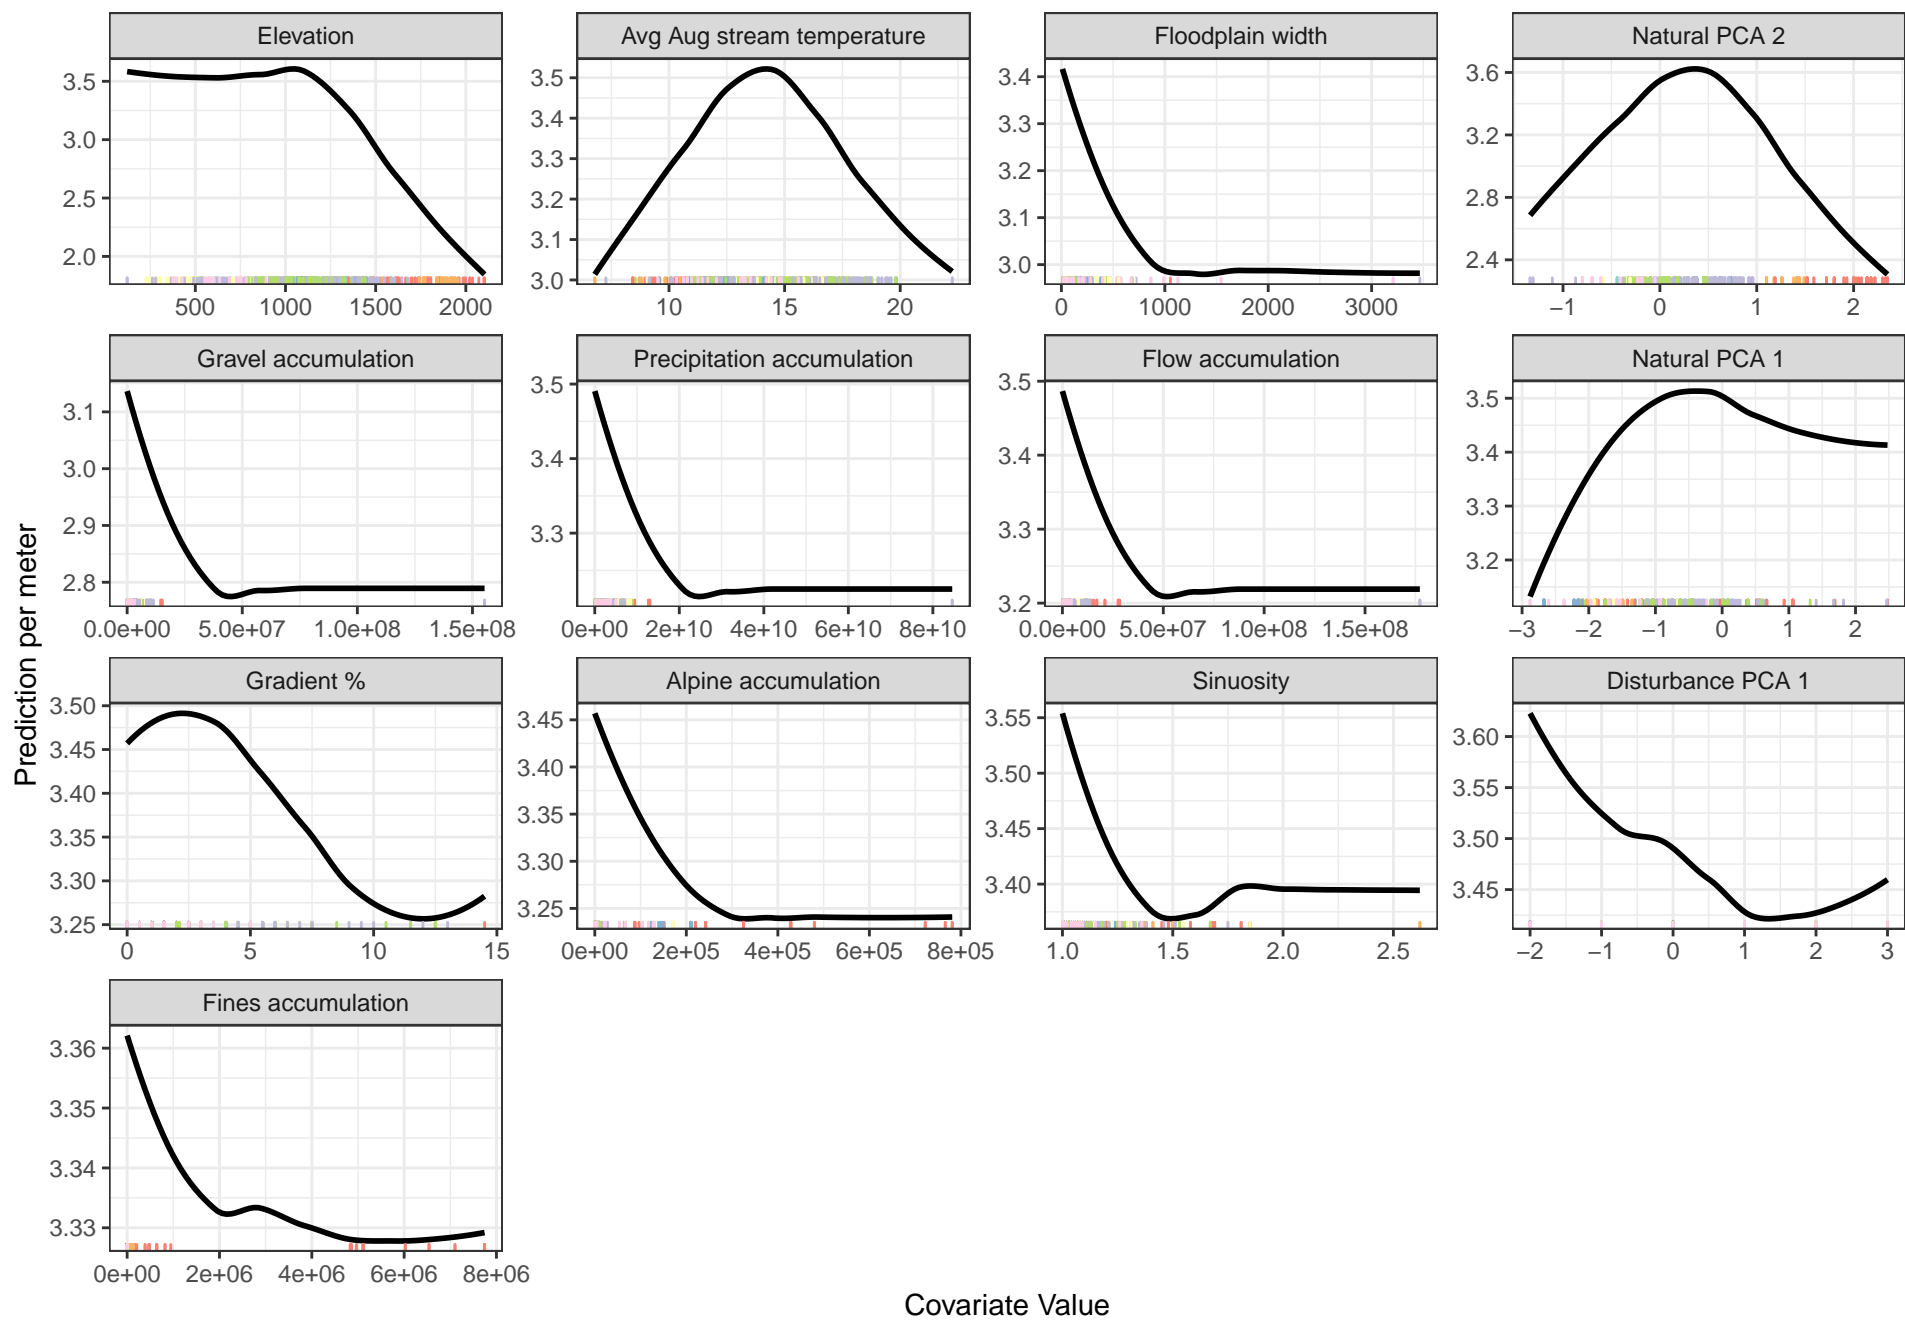 Elevation
3.5
3.0
2.5
2.0
500 1000 1500 2000
Avg Aug stream temperature
3.5
3.4
3.3
3.2
3.1
3.0
10 15 20
Floodplain width
3.4
3.3
3.2
3.1
3.0
0 1000 2000 3000
Natural PCA 2
3.6
3.2
2.8
2.4
−1 0 1 2
Gravel accumulation
3.1
3.0
2.9
2.8
0.0e+00 5.0e+07 1.0e+08 1.5e+08
Precipitation accumulation
3.5
3.4
3.3
0e+00 2e+10 4e+10 6e+10 8e+10
Flow accumulation
3.5
3.4
3.3
3.2
0.0e+00 5.0e+07 1.0e+08 1.5e+08
Natural PCA 1
3.5
3.4
3.3
3.2
−3 −2 −1 0 1 2
Prediction per meter
Gradient %
3.50
3.45
3.40
3.35
3.30
3.25
0 5 10 15
Alpine accumulation
3.45
3.40
3.35
3.30
3.25
0e+00 2e+05 4e+05 6e+05 8e+05
Sinuosity
3.55
3.50
3.45
3.40
1.0 1.5 2.0 2.5
Disturbance PCA 1
3.60
3.55
3.50
3.45
−2 −1 0 1 2 3
Fines accumulation
3.36
3.35
3.34
3.33
0e+00 2e+06 4e+06 6e+06 8e+06
Covariate Value